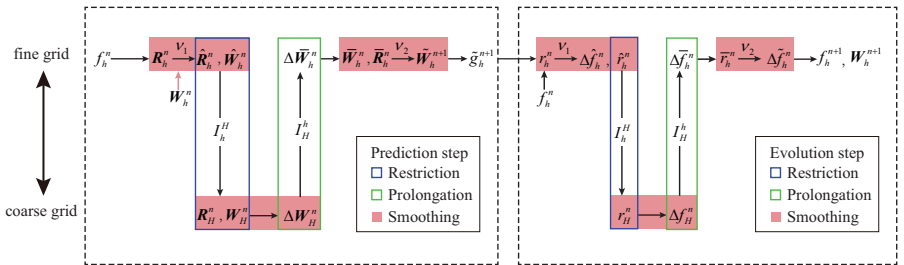 fine grid
coarse grid
f_h^n
R_h^n
ν_1
R̂_h^n , Ŵ_h^n
W_h^n
I_h^H
R_H^n , W_H^n
ΔW_H^n
I_H^h
ΔW̅_h^n
W̅_h^n , R̅_h^n
ν_2
W̃_h^{n+1}
g̃_h^{n+1}
Prediction step
Restriction
Prolongation
Smoothing
r_h^n
ν_1
Δf̂_h^n , r̂_h^n
f_h^n
I_h^H
r_H^n
Δf_H^n
I_H^h
Δf̅_h^n
r̅_h^n
ν_2
Δf̃_h^n
f_h^{n+1} , W_h^{n+1}
Evolution step
Restriction
Prolongation
Smoothing